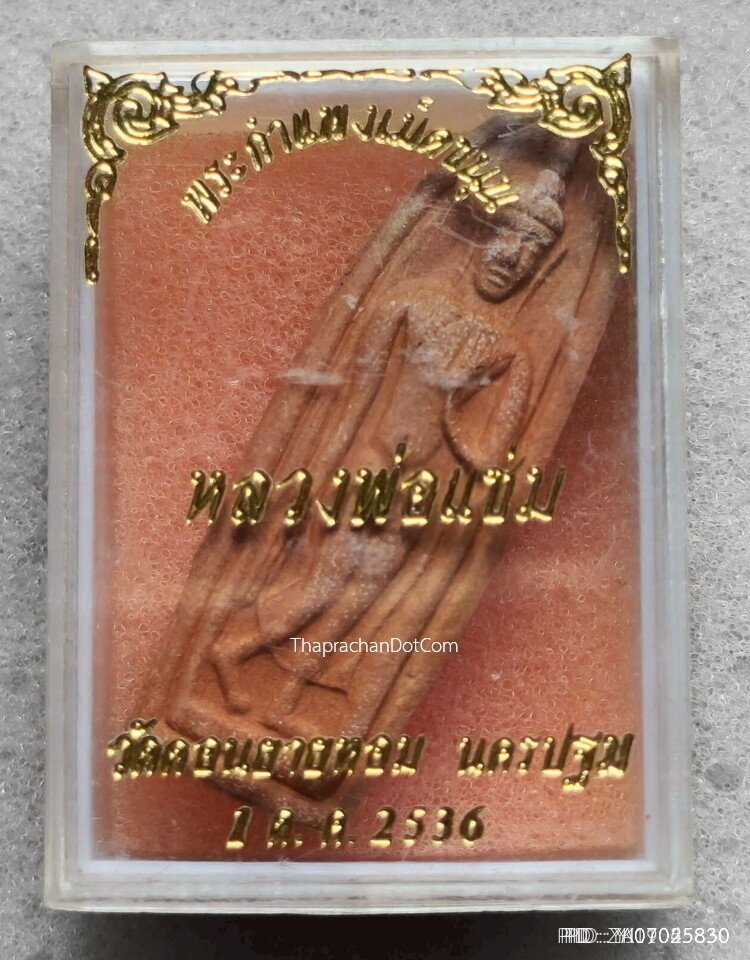 พระกำแพงเม็ดขนุน
หลวงพ่อแช่ม
ThaprachanDotCom
วัดดอนยายหอม นครปฐม
1 ต.ค. 2536